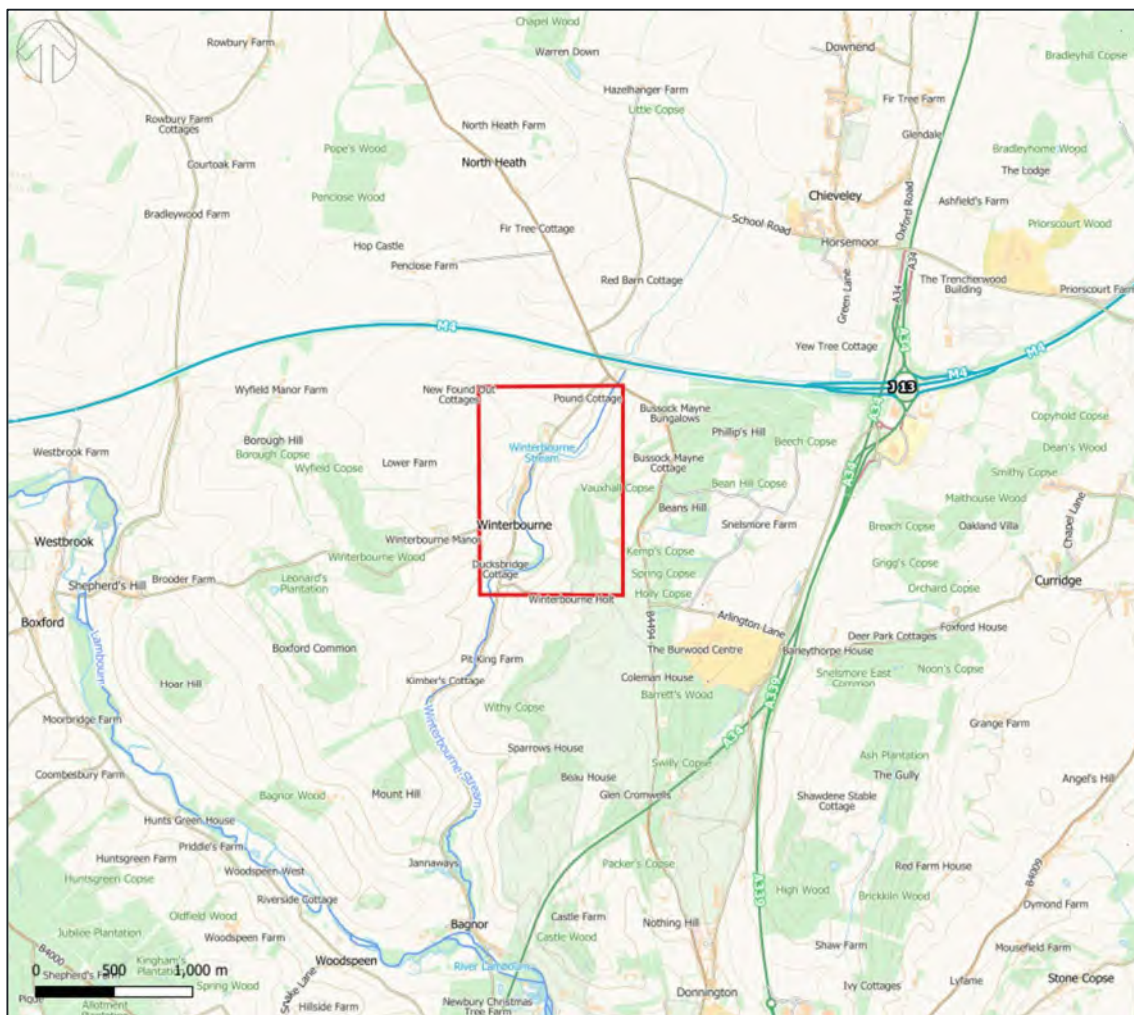 Chapel Wood
Rowbury Farm
Downend
Warren Down
Bradleyhill Copse
Hazelhanger Farm
Fir Tree Farm
Little Copse
Rowbury Farm
Cottages
North Heath Farm
Glendale
Pope's Wood
Bradleyhome Wood
Courtoak Farm
North Heath
The Lodge
Penclose Wood
Chieveley
Ashfield's Farm
Oxford Road
Bradleywood Farm
School Road
Priorscourt Wood
Fir Tree Cottage
Horsemoor
Hop Castle
A34
Penclose Farm
Red Barn Cottage
Green Lane
The Trencherwood
Building
Priorscourt Farm
A34
M4
A34
Yew Tree Cottage
M4
M4
Wyfield Manor Farm
New Found Out
Cottages
Pound Cottage
13
A34
Bussock Mayne
Bungalows
Copyhold Copse
Borough Hill
Phillip's Hill
Beech Copse
Westbrook Farm
Borough Copse
Winterbourne
Stream
Dean's Wood
Wyfield Copse
Lower Farm
Bussock Mayne
Cottage
A34
Smithy Copse
Vauxhall Copse
Bean Hill Copse
Malthouse Wood
Chapel Lane
Beans Hill
Winterbourne
Snelsmore Farm
Breach Copse
Oakland Villa
Westbrook
Winterbourne Manor
Winterbourne Wood
Kemp's Copse
Ducksbridge
Cottage
Grigg's Copse
Shepherd's Hill
Brooder Farm
Leonard's
Plantation
Spring Copse
Curridge
Orchard Copse
Holly Copse
Winterbourne Holt
B4494
Arlington Lane
Foxford House
Boxford
Deer Park Cottages
Lambourn
Boxford Common
The Burwood Centre
Barleythorpe House
Pit King Farm
Snelsmore East
Common
Noon's Copse
Hoar Hill
Kimber's Cottage
Coleman House
Barrett's Wood
A339
Moorbridge Farm
Withy Copse
Grange Farm
Winterbourne Stream
A34
Sparrows House
Ash Plantation
Coombesbury Farm
Swilly Copse
The Gully
Beau House
Angel's Hill
Bagnor Wood
Mount Hill
Glen Cromwells
Shawdene Stable
Cottage
Hunts Green House
Priddle's Farm
Huntsgreen Farm
Jannaways
Packer's Copse
Red Farm House
B4009
Woodspeen West
Huntsgreen Copse
A339
High Wood
Brickkiln Wood
Riverside Cottage
Dymond Farm
Oldfield Wood
Castle Farm
Bagnor
Nothing Hill
Jubilee Plantation
Woodspeen Farm
Castle Wood
Shaw Farm
Mousefield Farm
B4000
Kingham's
Plantation
Woodspeen
River Lambourn
0 500 1,000 m
Shepherd's Farm
Spring Wood
Snake Lane
Lyfame
Stone Copse
Ivy Cottages
Donnington
Newbury Christmas
Tree Farm
Hillside Farm
Allotment